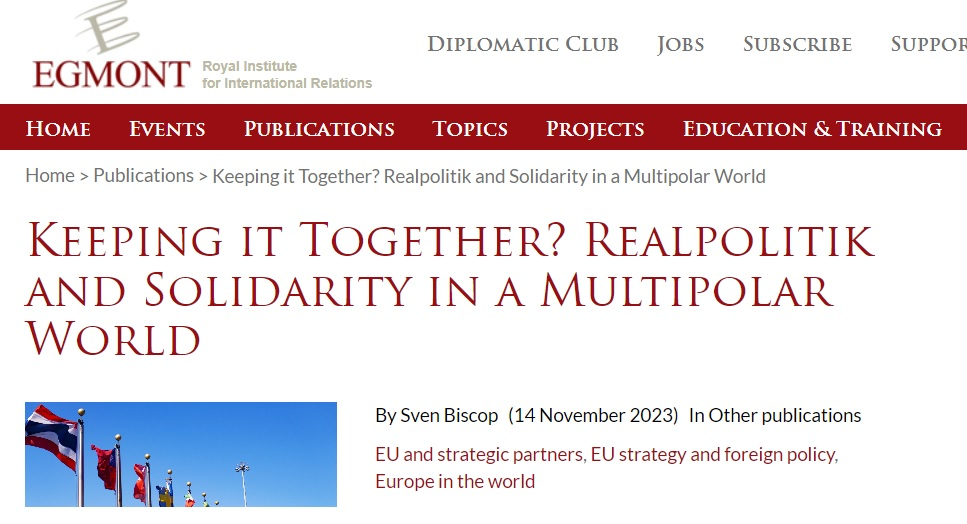 EGMONT Royal Institute
for International Relations
DIPLOMATIC CLUB JOBS SUBSCRIBE SUPPOR
HOME EVENTS PUBLICATIONS TOPICS PROJECTS EDUCATION & TRAINING
Home > Publications > Keeping it Together? Realpolitik and Solidarity in a Multipolar World
KEEPING IT TOGETHER? REALPOLITIK
AND SOLIDARITY IN A MULTIPOLAR
WORLD
By Sven Biscop (14 November 2023) In Other publications
EU and strategic partners, EU strategy and foreign policy,
Europe in the world